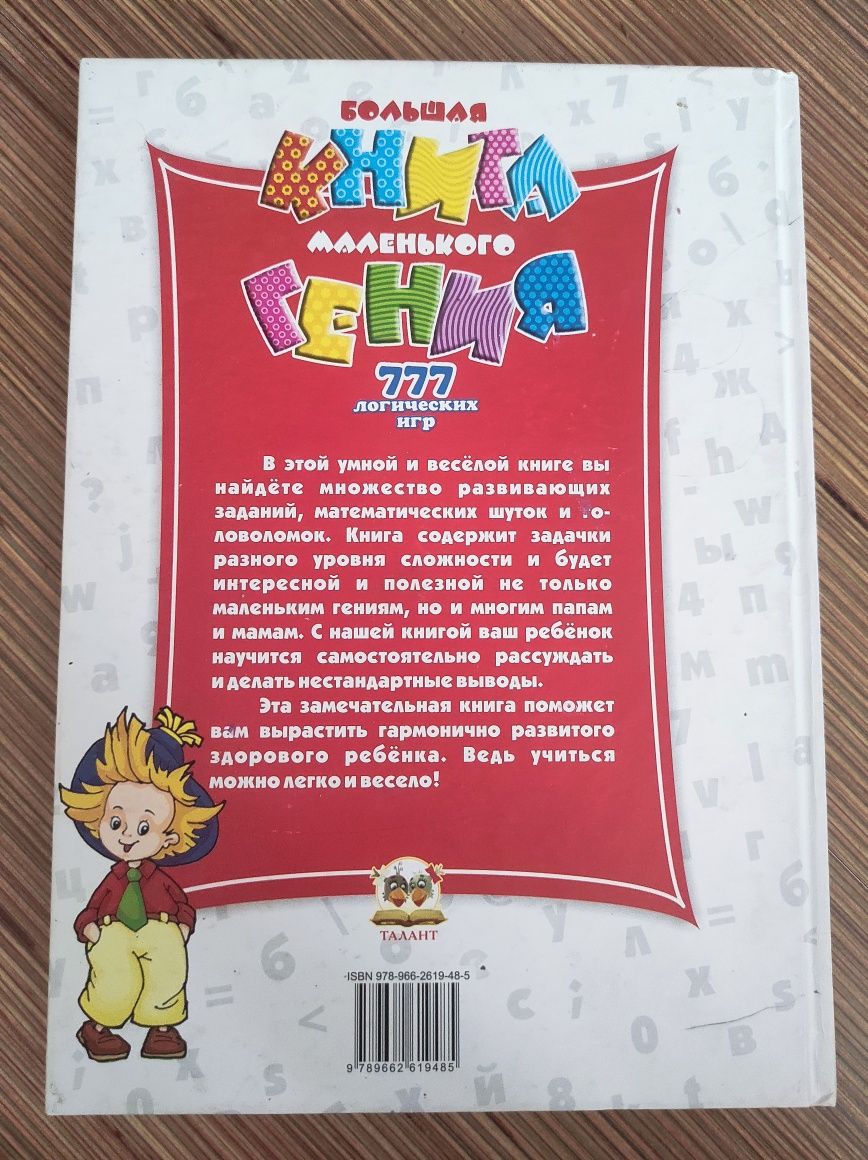 БОЛЬШАЯ
КНИГА
МАЛЕНЬКОГО
ГЕНИЯ
777
логических
игр
В этой умной и весёлой книге вы
найдёте множество развивающих
заданий, математических шуток и го-
ловоломок. Книга содержит задачки
разного уровня сложности и будет
интересной и полезной не только
маленьким гениям, но и многим папам
и мамам. С нашей книгой ваш ребёнок
научится самостоятельно рассуждать
и делать нестандартные выводы.
Эта замечательная книга поможет
вам вырастить гармонично развитого
здорового ребёнка. Ведь учиться
можно легко и весело!
ТАЛАНТ
ISBN 978-966-2619-48-5
9 789662 619485